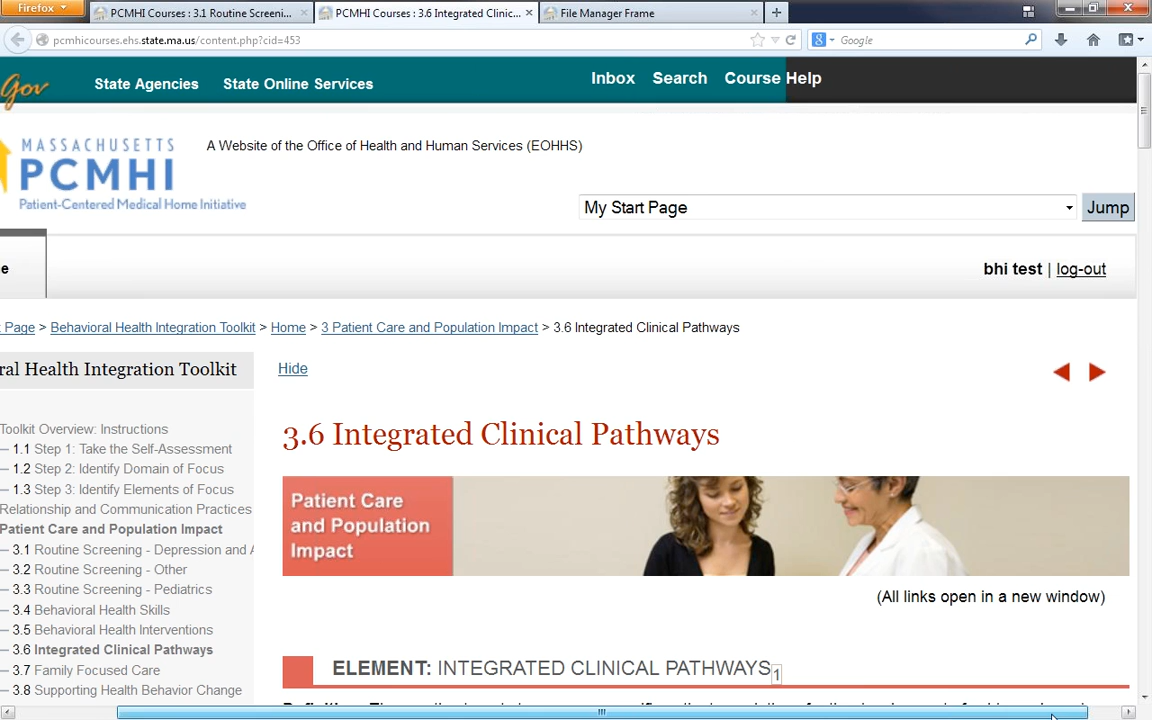 Firefox
PCMHI Courses : 3.1 Routine Screeni...
PCMHI Courses : 3.6 Integrated Clinic...
File Manager Frame
pcmhicourses.ehs.state.ma.us/content.php?cid=453
Google
Gov
State Agencies
State Online Services
Inbox
Search
Course Help
MASSACHUSETTS
PCMHI
Patient-Centered Medical Home Initiative
A Website of the Office of Health and Human Services (EOHHS)
My Start Page
Jump
e
bhi test | log-out
Page > Behavioral Health Integration Toolkit > Home > 3 Patient Care and Population Impact > 3.6 Integrated Clinical Pathways
ral Health Integration Toolkit
Hide
Toolkit Overview: Instructions
1.1 Step 1: Take the Self-Assessment
1.2 Step 2: Identify Domain of Focus
1.3 Step 3: Identify Elements of Focus
Relationship and Communication Practices
Patient Care and Population Impact
3.1 Routine Screening - Depression and A
3.2 Routine Screening - Other
3.3 Routine Screening - Pediatrics
3.4 Behavioral Health Skills
3.5 Behavioral Health Interventions
3.6 Integrated Clinical Pathways
3.7 Family Focused Care
3.8 Supporting Health Behavior Change
3.6 Integrated Clinical Pathways
Patient Care
and Population
Impact
(All links open in a new window)
ELEMENT: INTEGRATED CLINICAL PATHWAYS1